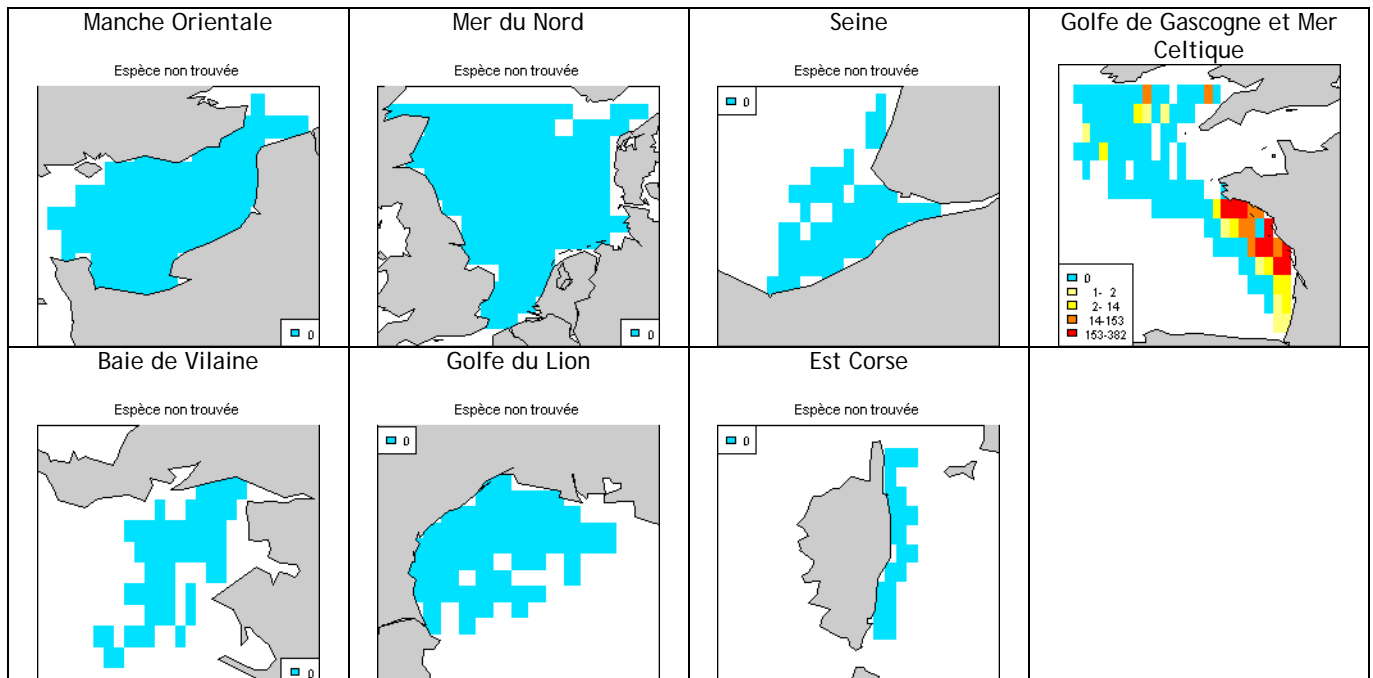 Manche Orientale
Espèce non trouvée
0
Mer du Nord
Espèce non trouvée
0
Seine
Espèce non trouvée
0
Golfe de Gascogne et Mer
Celtique
0
1- 2
2- 14
14-153
153-382
Baie de Vilaine
Espèce non trouvée
0
Golfe du Lion
Espèce non trouvée
0
Est Corse
Espèce non trouvée
0